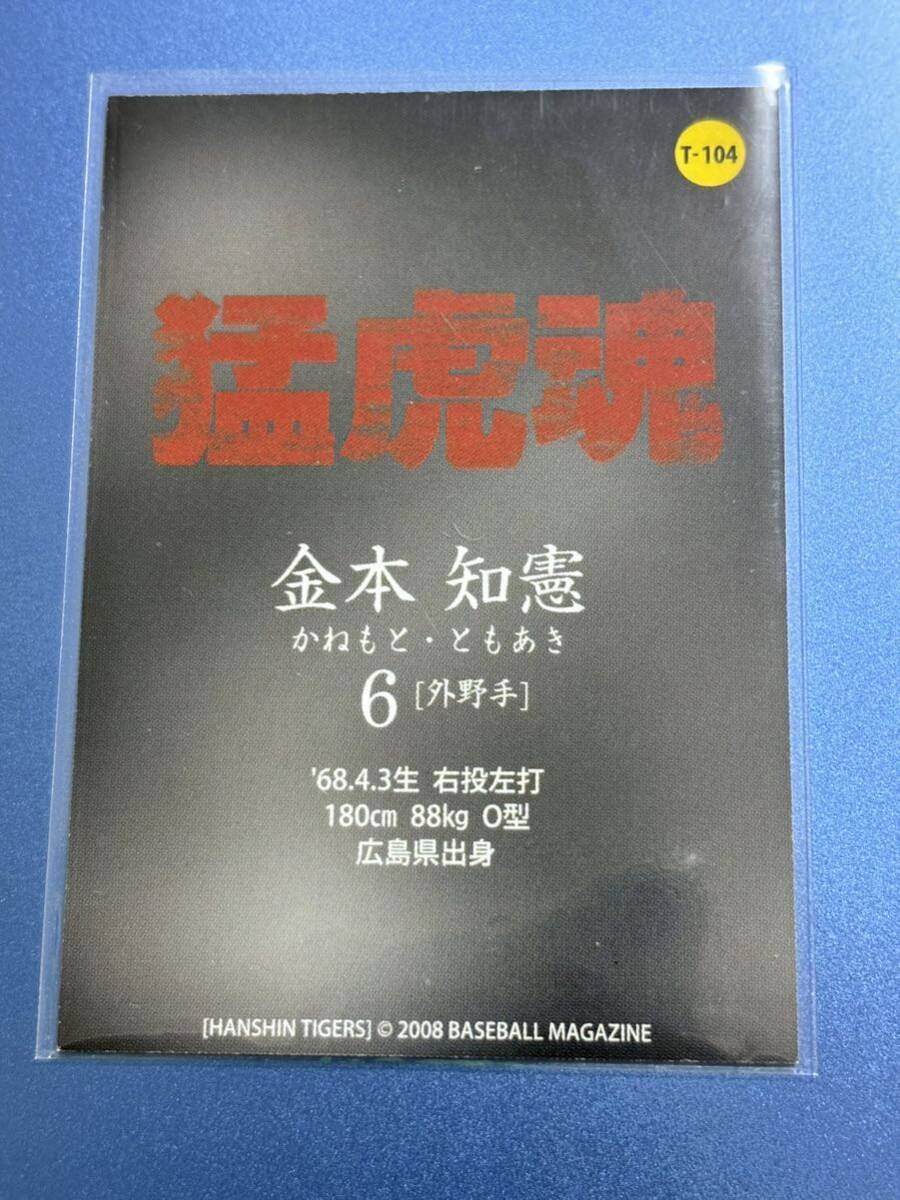 T-104
猛虎魂
金本 知憲
かねもと・ともあき
6 [外野手]
'68.4.3生 右投左打
180㎝ 88kg O型
広島県出身
[HANSHIN TIGERS] © 2008 BASEBALL MAGAZINE